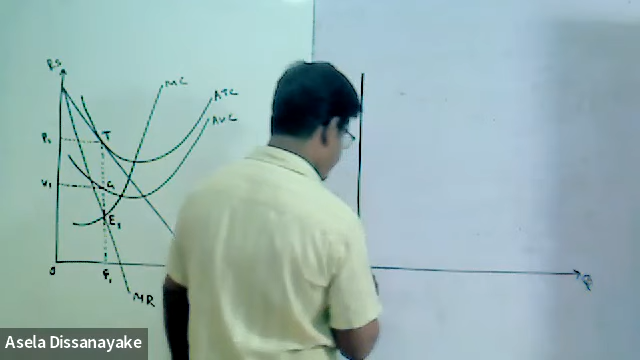 RS
MC
ATC
AVC
P₁
T
V₁
G
E₁
0
q₁
MR
Asela Dissanayake